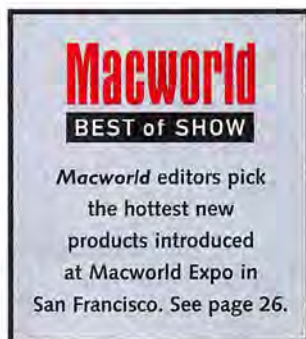 Macworld
BEST of SHOW
Macworld editors pick
the hottest new
products introduced
at Macworld Expo in
San Francisco. See page 26.